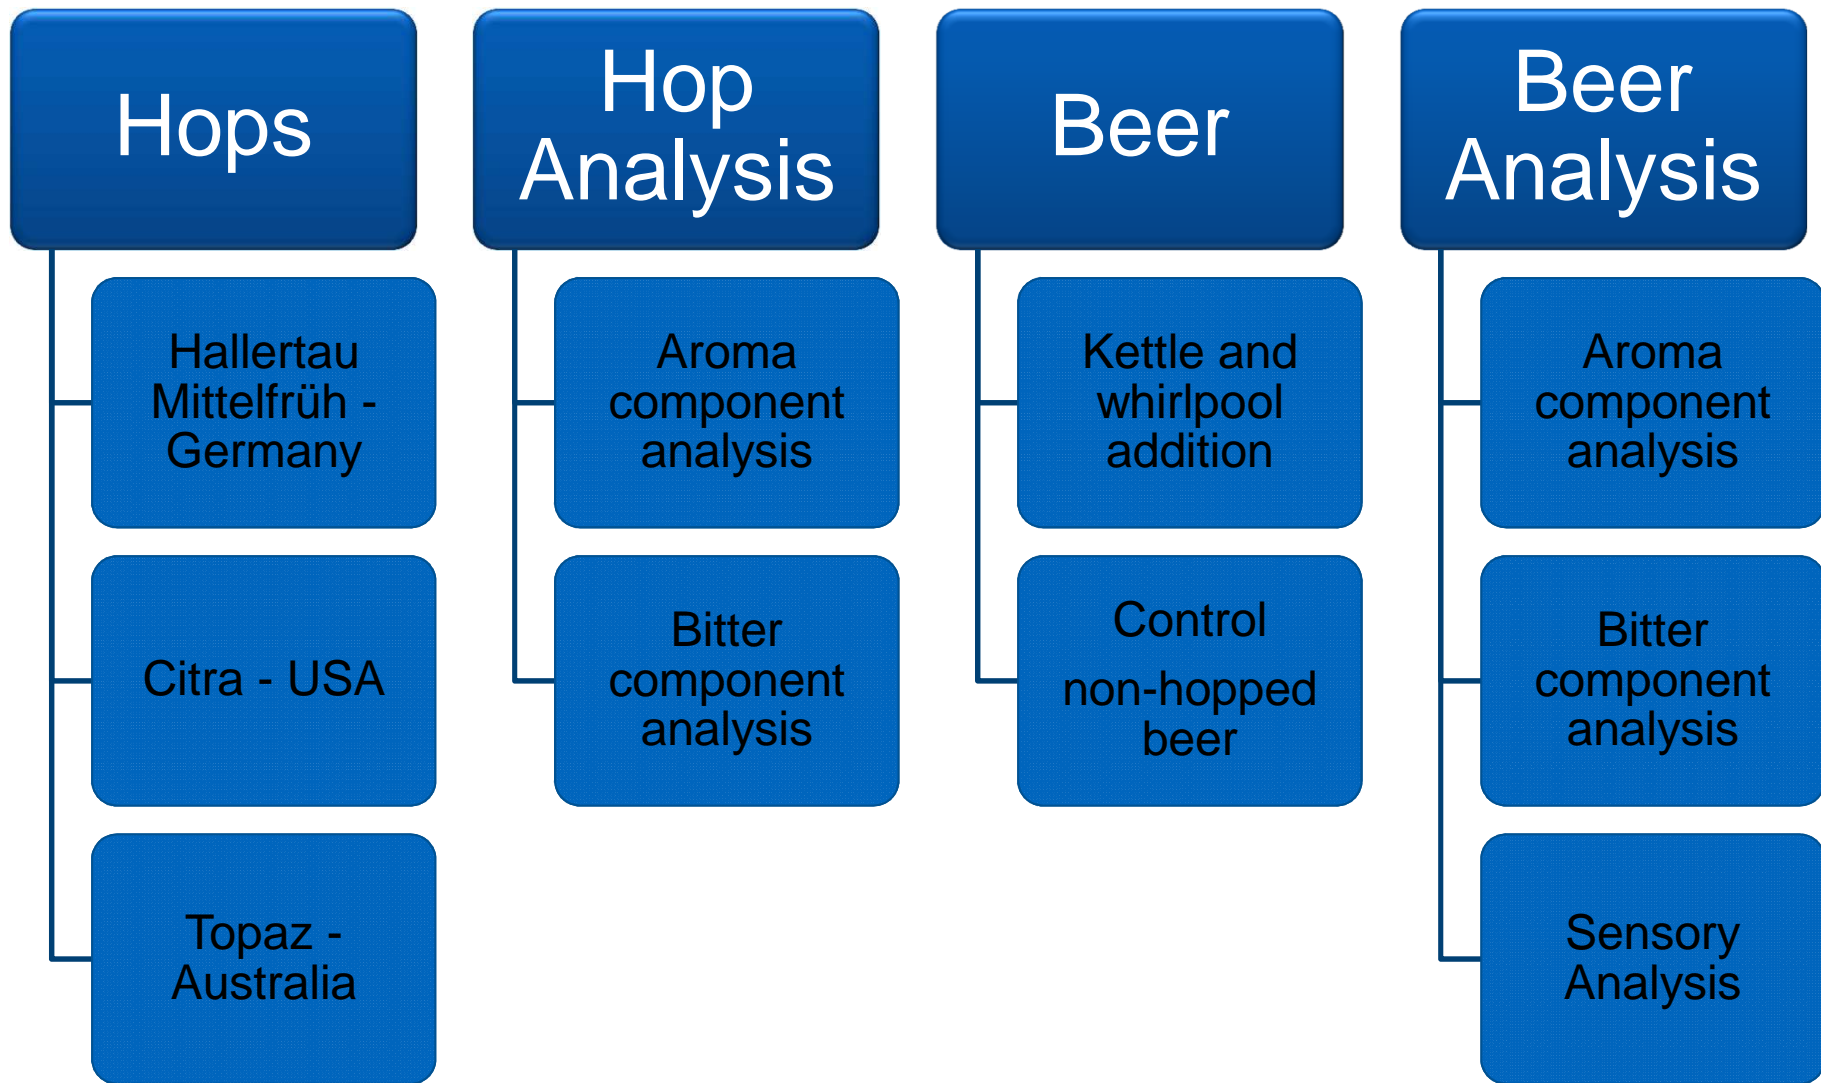 Hops
Hallertau
Mittelfrüh -
Germany
Citra - USA
Topaz -
Australia
Hop
Analysis
Aroma
component
analysis
Bitter
component
analysis
Beer
Kettle and
whirlpool
addition
Control
non-hopped
beer
Beer
Analysis
Aroma
component
analysis
Bitter
component
analysis
Sensory
Analysis